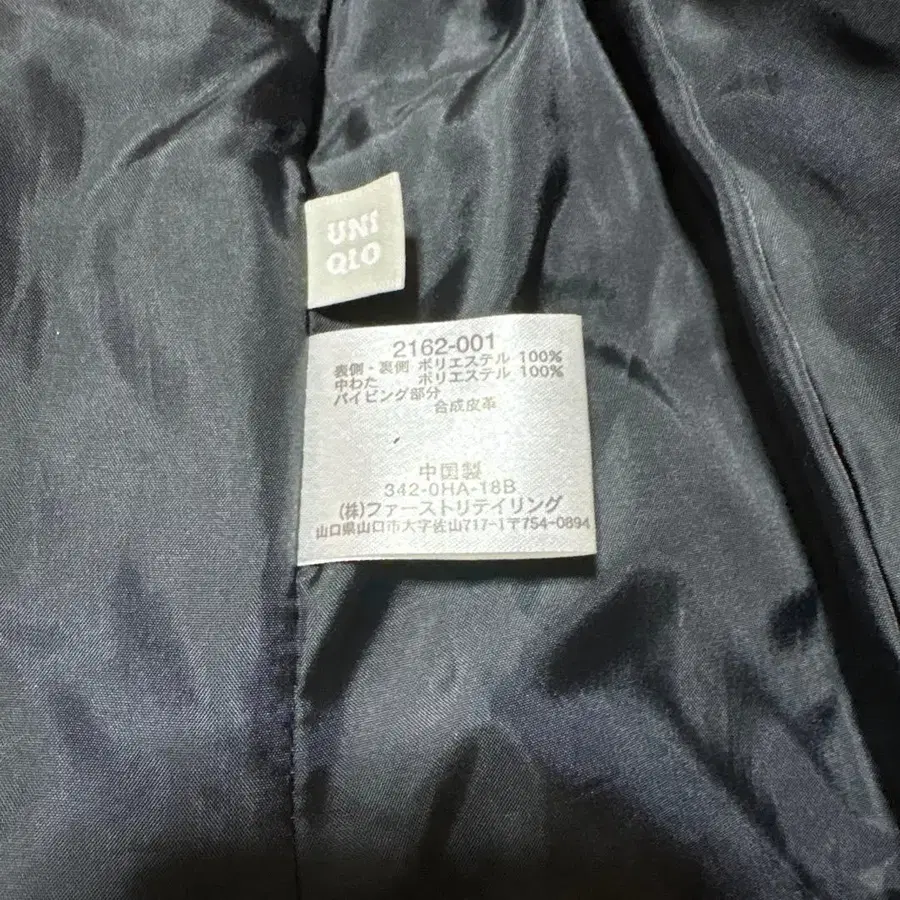 UNI
QLO
2162-001
表側・裏側 ポリエステル 100%
中わた ポリエステル 100%
パイピング部分
合成皮革
中国製
342-0HA-18B
(株)ファーストリテイリング
山口県山口市大字佐山717-1〒754-0894